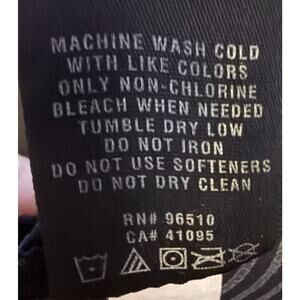 MACHINE WASH COLD
WITH LIKE COLORS
ONLY NON-CHLORINE
BLEACH WHEN NEEDED
TUMBLE DRY LOW
DO NOT IRON
DO NOT USE SOFTENERS
DO NOT DRY CLEAN
RN# 96510
CA# 41095